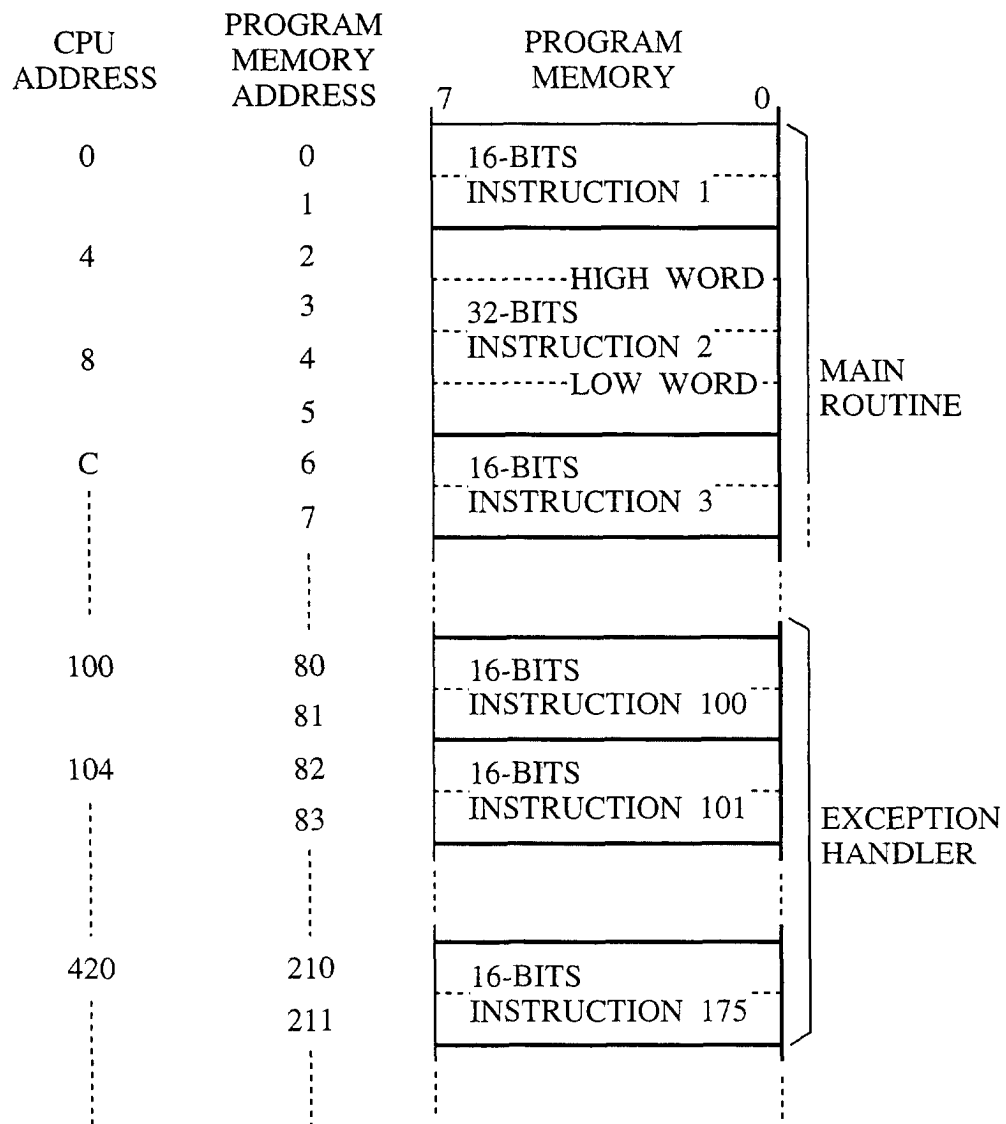 CPU
ADDRESS
PROGRAM
MEMORY
ADDRESS
PROGRAM
MEMORY
7 0
0 0 16-BITS
INSTRUCTION 1
1
4 2
HIGH WORD
3 32-BITS
INSTRUCTION 2
8 4
LOW WORD
5
MAIN
ROUTINE
C 6 16-BITS
INSTRUCTION 3
7
100 80 16-BITS
INSTRUCTION 100
81
104 82 16-BITS
INSTRUCTION 101
83
EXCEPTION
HANDLER
420 210 16-BITS
INSTRUCTION 175
211